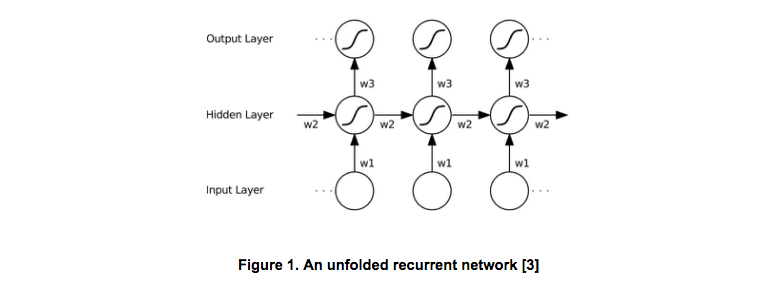 Output Layer
w3 w3 w3
Hidden Layer
w2 w2 w2 w2
w1 w1 w1
Input Layer
Figure 1. An unfolded recurrent network [3]